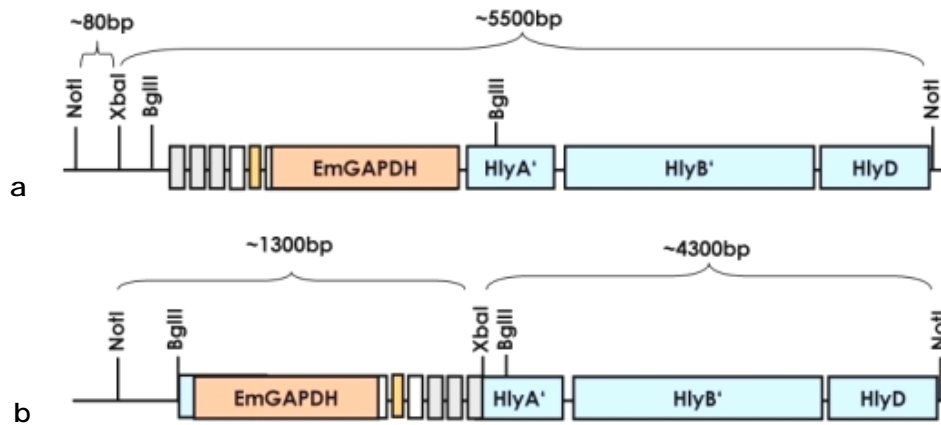 ~80bp
~5500bp
NotI
XbaI
BglII
BglII
NotI
a
EmGAPDH
HlyA'
HlyB'
HlyD
~1300bp
~4300bp
NotI
BglII
XbaI
BglII
NotI
b
EmGAPDH
HlyA'
HlyB'
HlyD